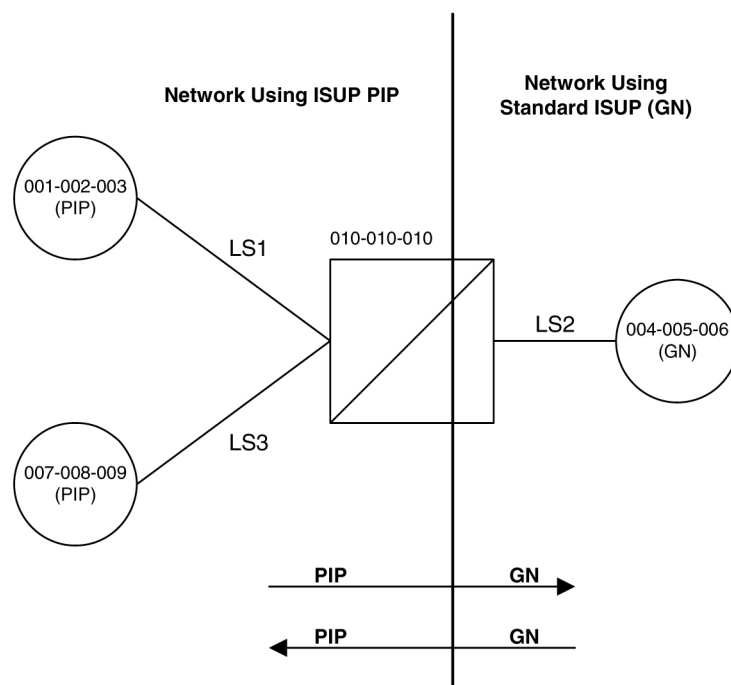 Network Using ISUP PIP
Network Using
Standard ISUP (GN)
001-002-003
(PIP)
LS1
010-010-010
LS2
004-005-006
(GN)
LS3
007-008-009
(PIP)
PIP
GN
PIP
GN